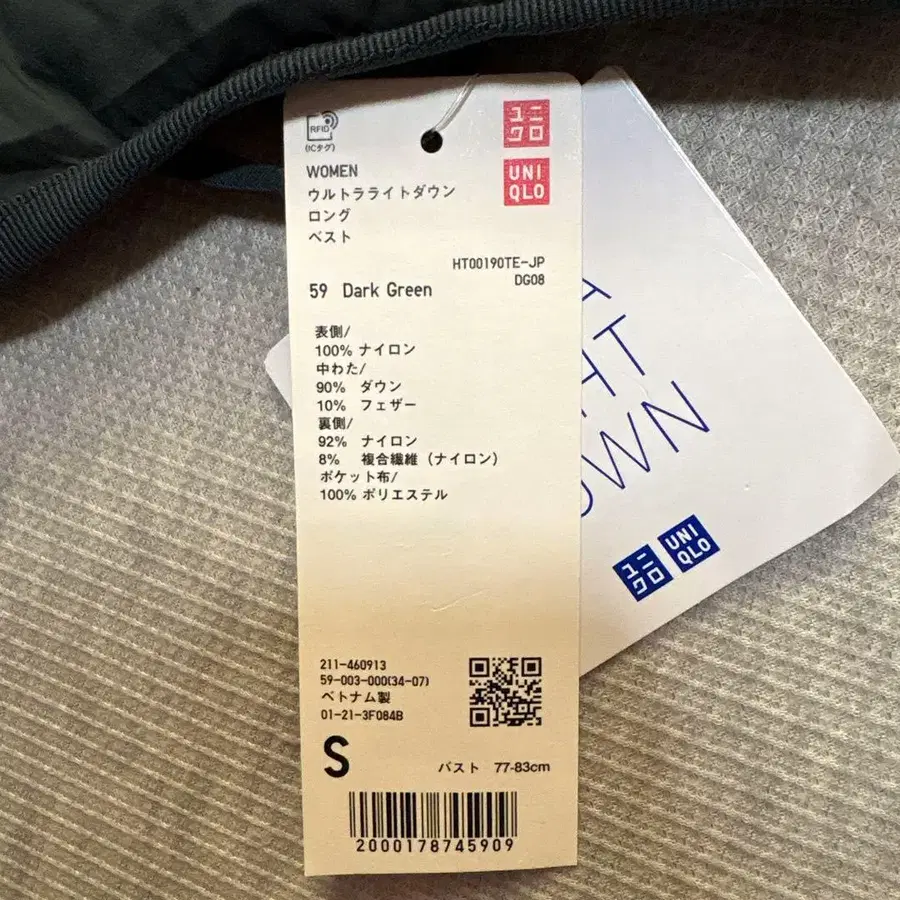 RFID
(ICタグ)
ユニ
クロ
UNI
QLO
WOMEN
ウルトラライトダウン
ロング
ベスト
HT00190TE-JP
DG08
59 Dark Green
表側/
100% ナイロン
中わた/
90% ダウン
10% フェザー
裏側/
92% ナイロン
8% 複合繊維（ナイロン）
ポケット布/
100% ポリエステル
211-460913
59-003-000(34-07)
ベトナム製
01-21-3F084B
S
バスト 77-83cm
2000178745909
A
HT
OWN
ユニ
クロ
UNI
QLO